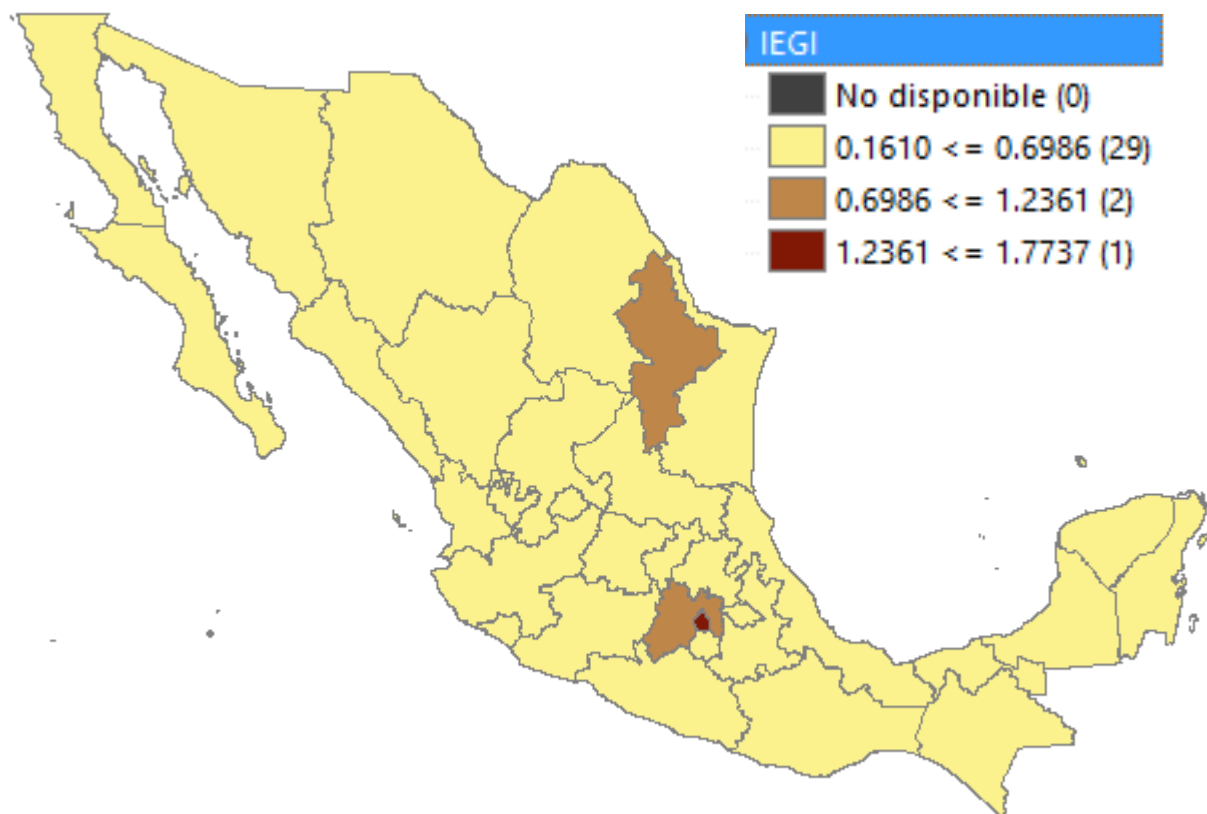 IEGI
No disponible (0)
0.1610 <= 0.6986 (29)
0.6986 <= 1.2361 (2)
1.2361 <= 1.7737 (1)